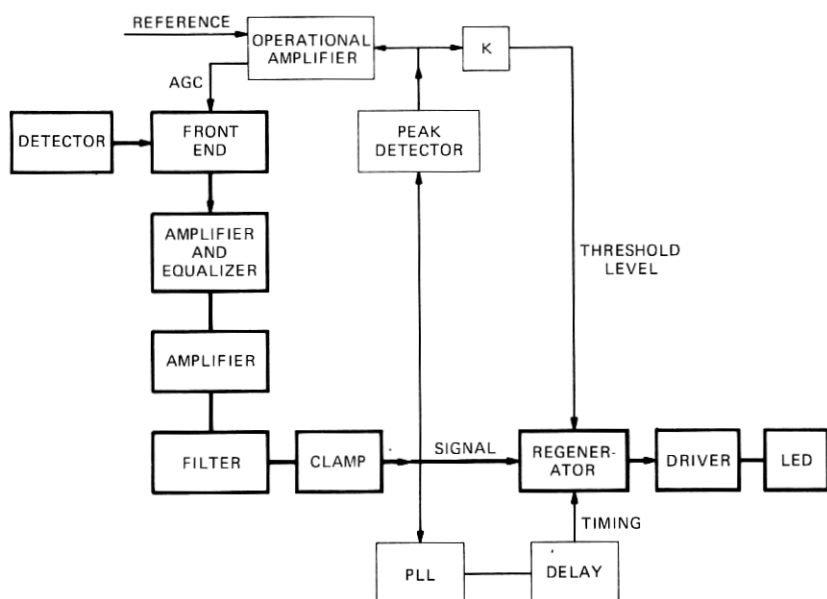 REFERENCE
OPERATIONAL
AMPLIFIER
K
AGC
DETECTOR
FRONT
END
PEAK
DETECTOR
AMPLIFIER
AND
EQUALIZER
THRESHOLD
LEVEL
AMPLIFIER
FILTER
CLAMP
SIGNAL
REGENER-
ATOR
DRIVER
LED
TIMING
PLL
DELAY